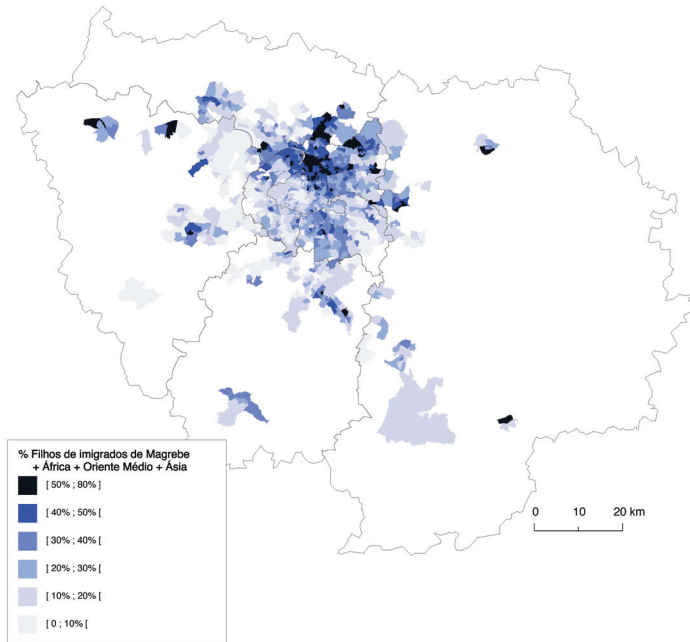 % Filhos de imigrados de Magrebe
+ África + Oriente Médio + Ásia
[ 50% ; 80% [
[ 40% ; 50% [
[ 30% ; 40% [
[ 20% ; 30% [
[ 10% ; 20% [
[ 0 ; 10% [
0 10 20 km